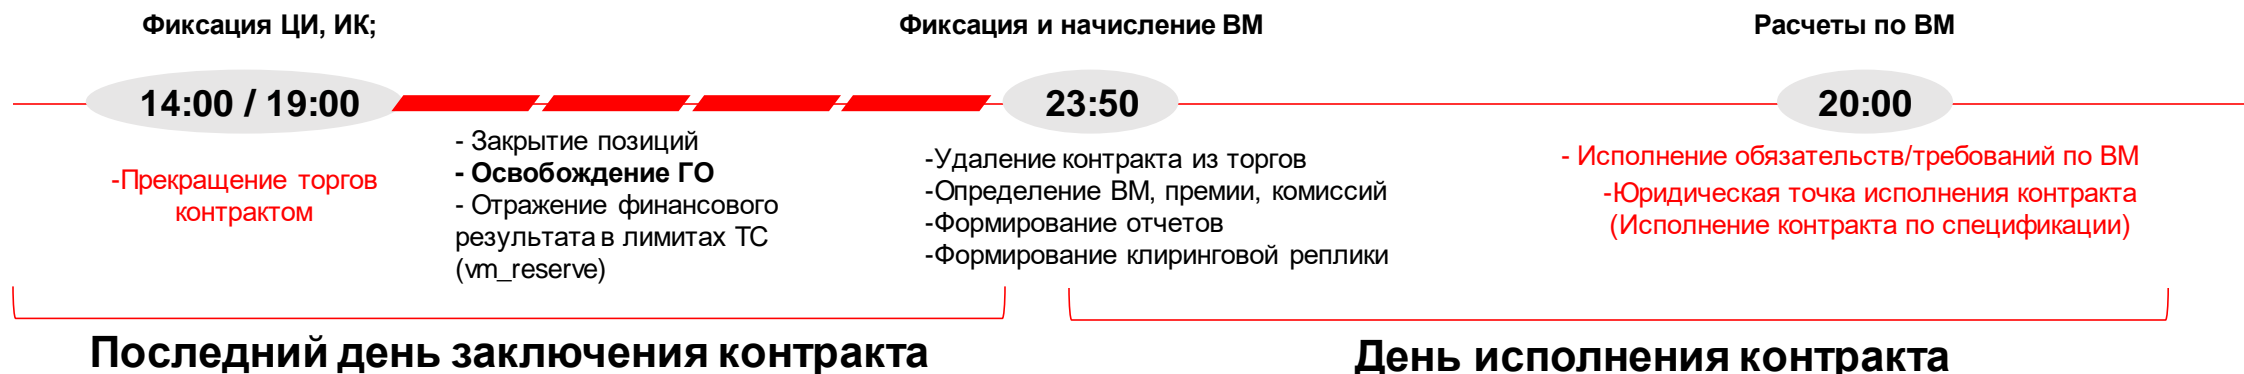 Фиксация ЦИ, ИК;
Фиксация и начисление ВМ
Расчеты по ВМ
14:00 / 19:00
23:50
20:00
-Прекращение торгов
контрактом
- Закрытие позиций
- Освобождение ГО
- Отражение финансового
результата в лимитах ТС
(vm_reserve)
-Удаление контракта из торгов
-Определение ВМ, премии, комиссий
-Формирование отчетов
-Формирование клиринговой реплики
- Исполнение обязательств/требований по ВМ
-Юридическая точка исполнения контракта
(Исполнение контракта по спецификации)
Последний день заключения контракта
День исполнения контракта